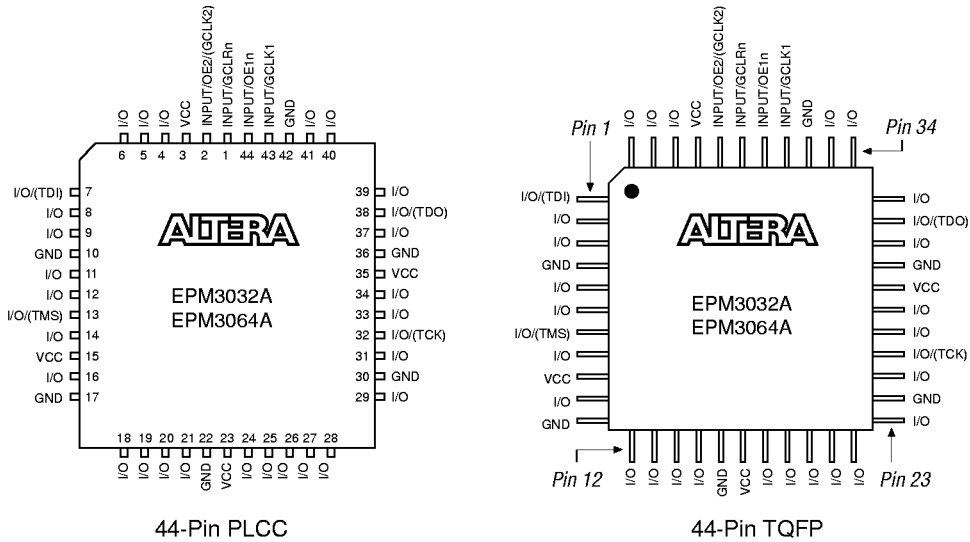 I/O I/O I/O VCC INPUT/OE2/(GCLK2) INPUT/GCLRn INPUT/OE1n INPUT/GCLK1 GND I/O I/O
6 5 4 3 2 1 44 43 42 41 40
I/O/(TDI) 7
I/O 8
I/O 9
GND 10
I/O 11
I/O 12
I/O/(TMS) 13
I/O 14
VCC 15
I/O 16
GND 17
ALTERA
EPM3032A
EPM3064A
39 I/O
38 I/O/(TDO)
37 I/O
36 GND
35 VCC
34 I/O
33 I/O
32 I/O/(TCK)
31 I/O
30 GND
29 I/O
18 19 20 21 22 23 24 25 26 27 28
I/O I/O I/O I/O GND VCC I/O I/O I/O I/O I/O
44-Pin PLCC
I/O I/O I/O VCC INPUT/OE2/(GCLK2) INPUT/GCLRn INPUT/OE1n INPUT/GCLK1 GND I/O I/O
Pin 1
Pin 34
I/O/(TDI)
I/O
I/O
GND
I/O
I/O
I/O/(TMS)
I/O
VCC
I/O
GND
ALTERA
EPM3032A
EPM3064A
I/O
I/O/(TDO)
I/O
GND
VCC
I/O
I/O
I/O/(TCK)
I/O
GND
I/O
Pin 12
Pin 23
I/O I/O I/O I/O GND VCC I/O I/O I/O I/O I/O
44-Pin TQFP